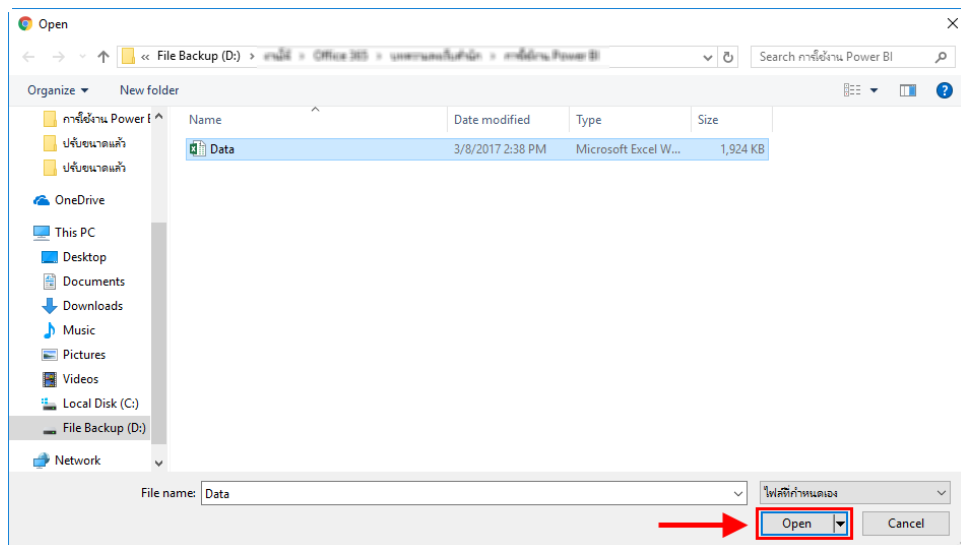 Open
« File Backup (D:) › Office 365 › › Power BI
Search การใช้งาน Power BI
Organize New folder
Name Date modified Type Size
การใช้งาน Power B
ปรับขนาดแล้ว
ปรับขนาดแล้ว
OneDrive
This PC
Desktop
Documents
Downloads
Music
Pictures
Videos
Local Disk (C:)
File Backup (D:)
Network
Data 3/8/2017 2:38 PM Microsoft Excel W... 1,924 KB
File name: Data
ไฟล์ที่กำหนดเอง
Open Cancel